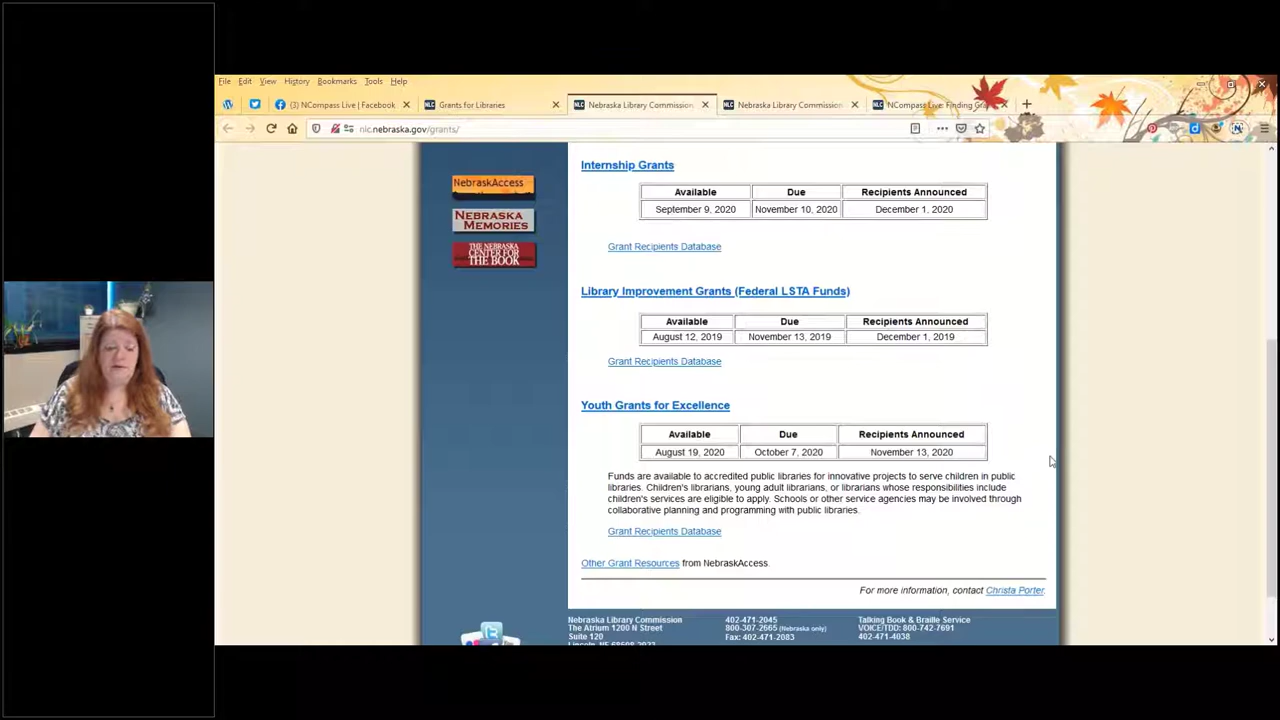 File Edit View History Bookmarks Tools Help
(3) NCompass Live | Facebook
Grants for Libraries
Nebraska Library Commission
Nebraska Library Commission
NCompass Live: Finding Gra
nlc.nebraska.gov/grants/
NebraskAccess
NEBRASKA
MEMORIES
THE NEBRASKA
CENTER FOR
THE BOOK
Internship Grants
Available Due Recipients Announced
September 9, 2020 November 10, 2020 December 1, 2020
Grant Recipients Database
Library Improvement Grants (Federal LSTA Funds)
Available Due Recipients Announced
August 12, 2019 November 13, 2019 December 1, 2019
Grant Recipients Database
Youth Grants for Excellence
Available Due Recipients Announced
August 19, 2020 October 7, 2020 November 13, 2020
Funds are available to accredited public libraries for innovative projects to serve children in public
libraries. Children's librarians, young adult librarians, or librarians whose responsibilities include
children's services are eligible to apply. Schools or other service agencies may be involved through
collaborative planning and programming with public libraries.
Grant Recipients Database
Other Grant Resources from NebraskAccess.
For more information, contact Christa Porter.
Nebraska Library Commission
The Atrium 1200 N Street
Suite 120
402-471-2045
800-307-2665 (Nebraska only)
Fax: 402-471-2083
Talking Book & Braille Service
VOICE/TDD: 800-742-7691
402-471-4038